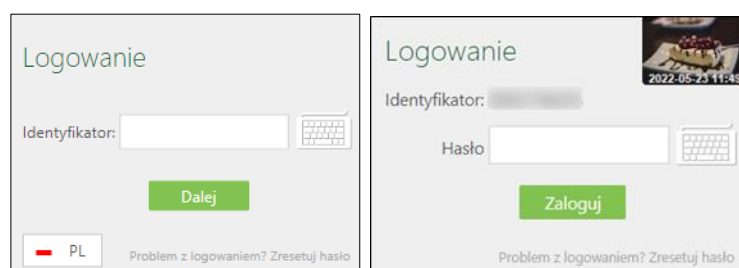 Logowanie
Identyfikator:
Dalej
PL
Problem z logowaniem? Zresetuj hasło
Logowanie
2022-05-23 11:45
Identyfikator:
Hasło
Zaloguj
Problem z logowaniem? Zresetuj hasło